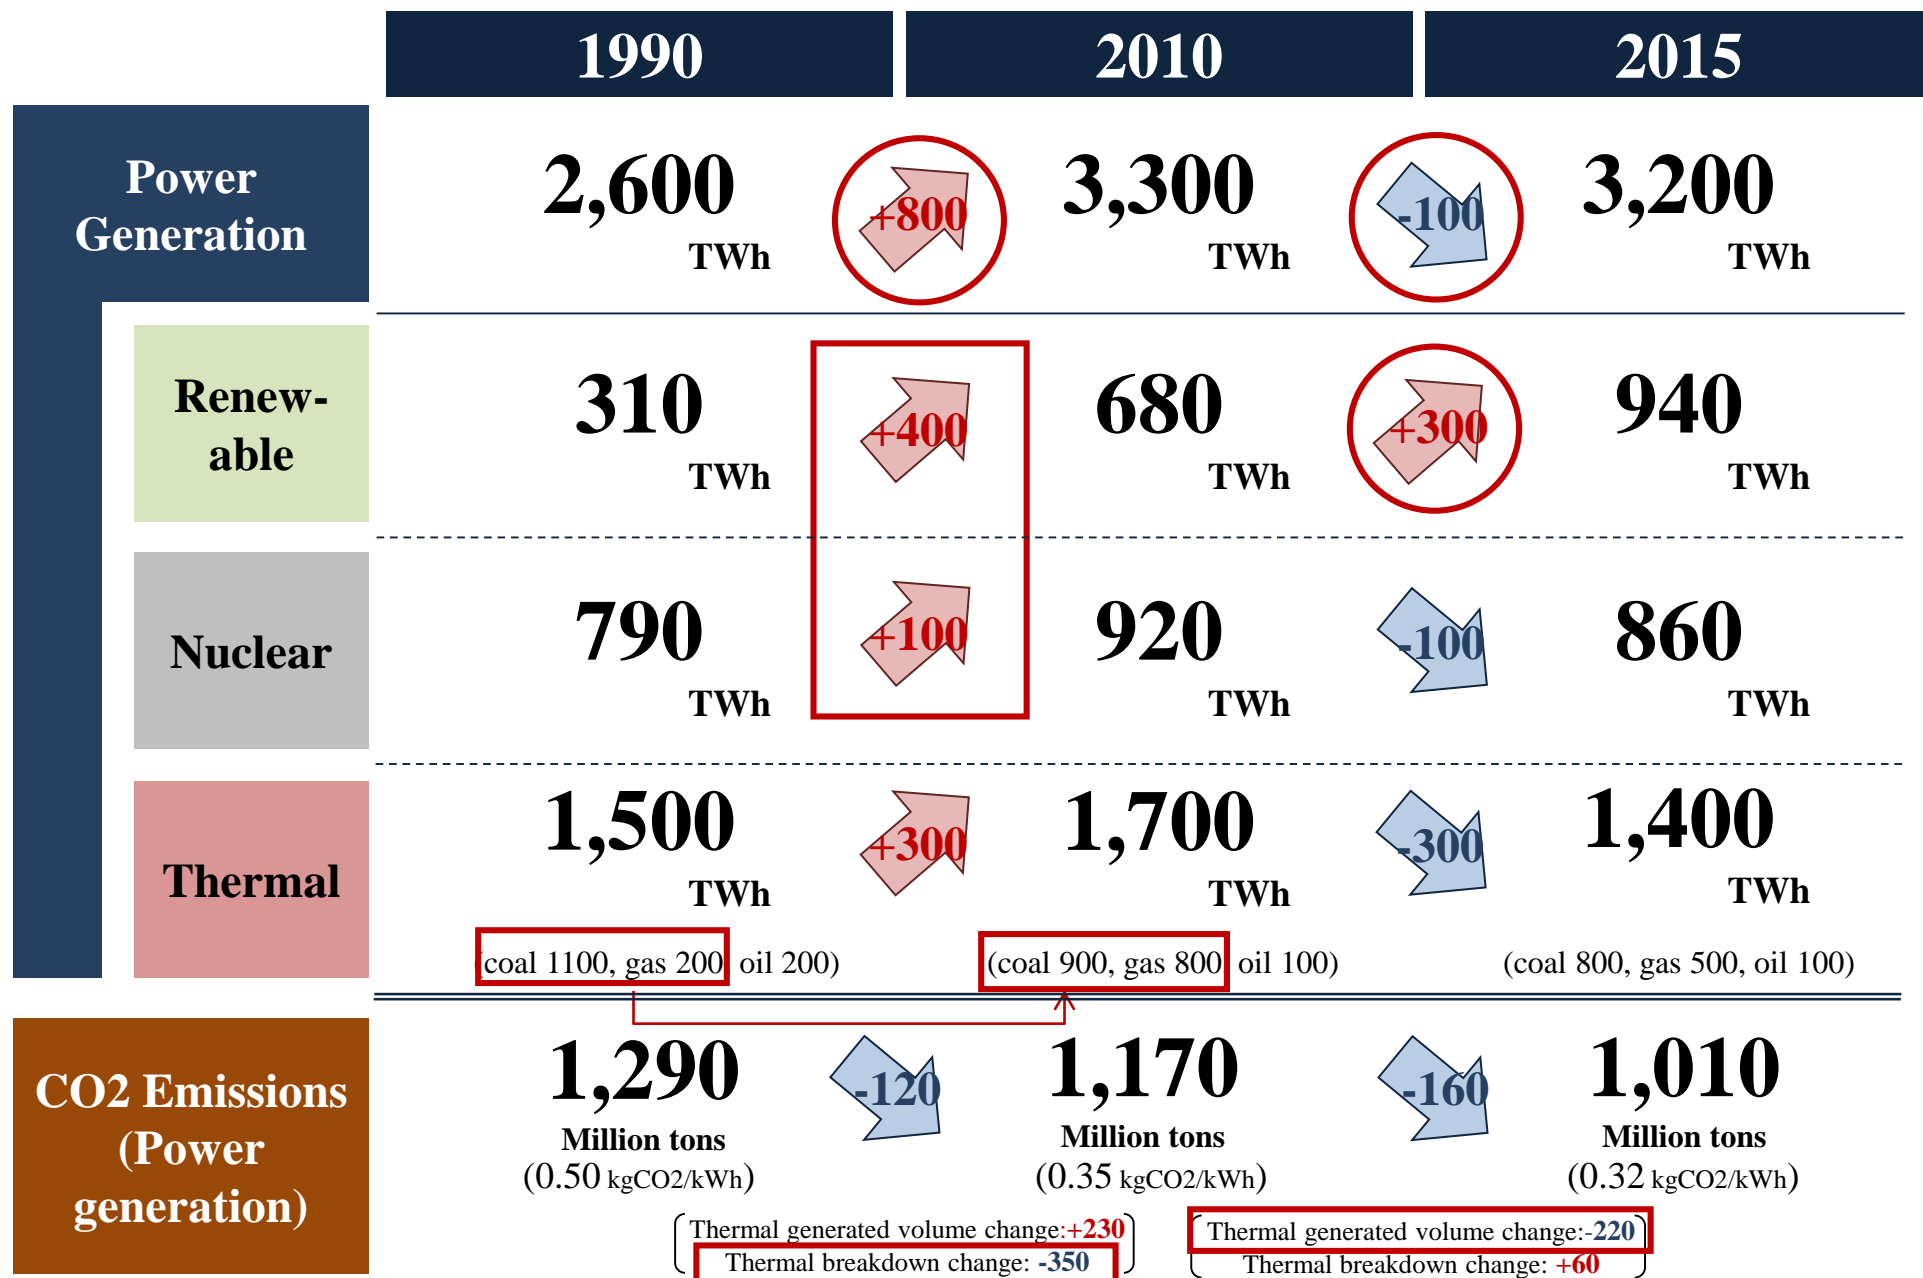 1990 2010 2015
Power
Generation
2,600
TWh
+800
3,300
TWh
-100
3,200
TWh
Renew-
able
310
TWh
+400
680
TWh
+300
940
TWh
Nuclear
790
TWh
+100
920
TWh
-100
860
TWh
Thermal
1,500
TWh
+300
1,700
TWh
-300
1,400
TWh
(coal 1100, gas 200, oil 200)
(coal 900, gas 800, oil 100)
(coal 800, gas 500, oil 100)
CO2 Emissions
(Power
generation)
1,290
Million tons
(0.50 kgCO2/kWh)
-120
1,170
Million tons
(0.35 kgCO2/kWh)
-160
1,010
Million tons
(0.32 kgCO2/kWh)
Thermal generated volume change:+230
Thermal breakdown change: -350
Thermal generated volume change:-220
Thermal breakdown change: +60